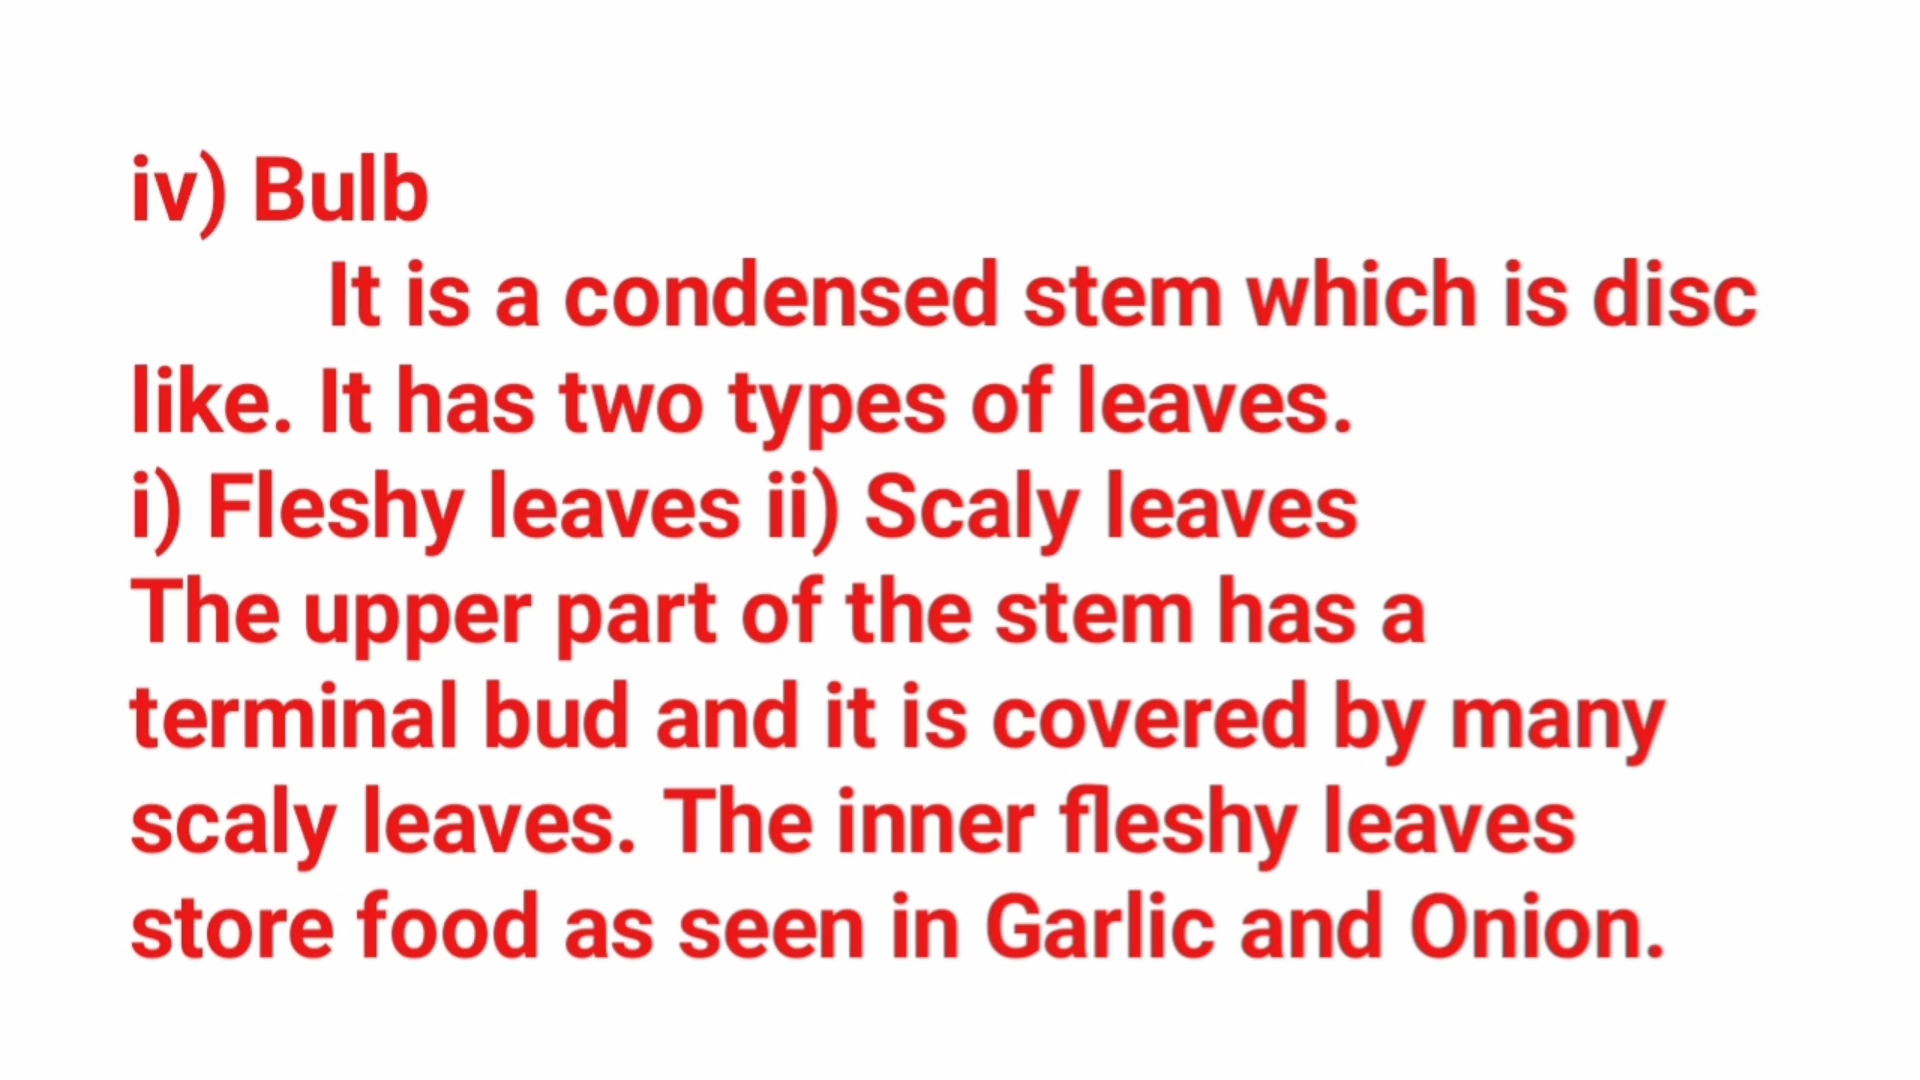 iv) Bulb
It is a condensed stem which is disc
like. It has two types of leaves.
i) Fleshy leaves ii) Scaly leaves
The upper part of the stem has a
terminal bud and it is covered by many
scaly leaves. The inner fleshy leaves
store food as seen in Garlic and Onion.